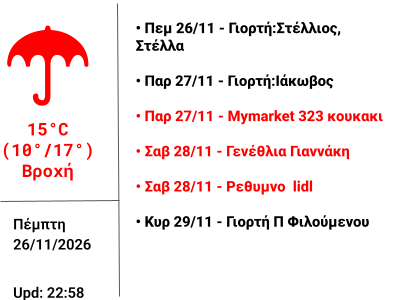 15°C
(10°/17°)
Βροχή
Πέμπτη
26/11/2026
Upd: 22:58
• Πεμ 26/11 - Γιορτή:Στέλλιος,
Στέλλα
• Παρ 27/11 - Γιορτή:Ιάκωβος
• Παρ 27/11 - Mymarket 323 κουκακι
• Σαβ 28/11 - Γενέθλια Γιαννάκη
• Σαβ 28/11 - Ρεθυμνο  lidl
• Κυρ 29/11 - Γιορτή Π Φιλούμενου